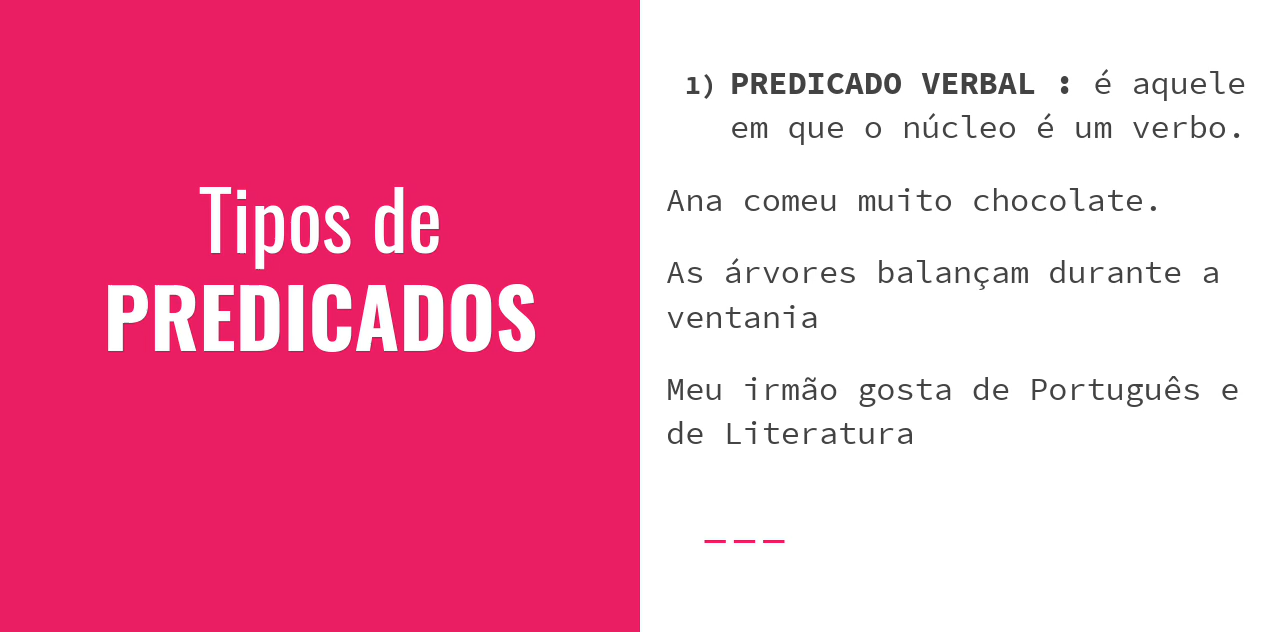 Tipos de
PREDICADOS
1) PREDICADO VERBAL : é aquele
em que o núcleo é um verbo.
Ana comeu muito chocolate.
As árvores balançam durante a
ventania
Meu irmão gosta de Português e
de Literatura